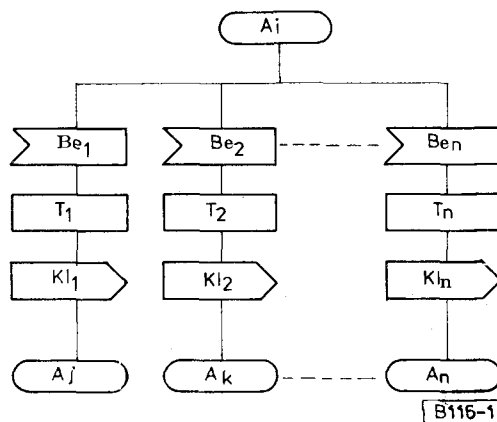 Ai
Be1 Be2 Ben
T1 T2 Tn
Kl1 Kl2 Kln
Aj Ak An
B115-1